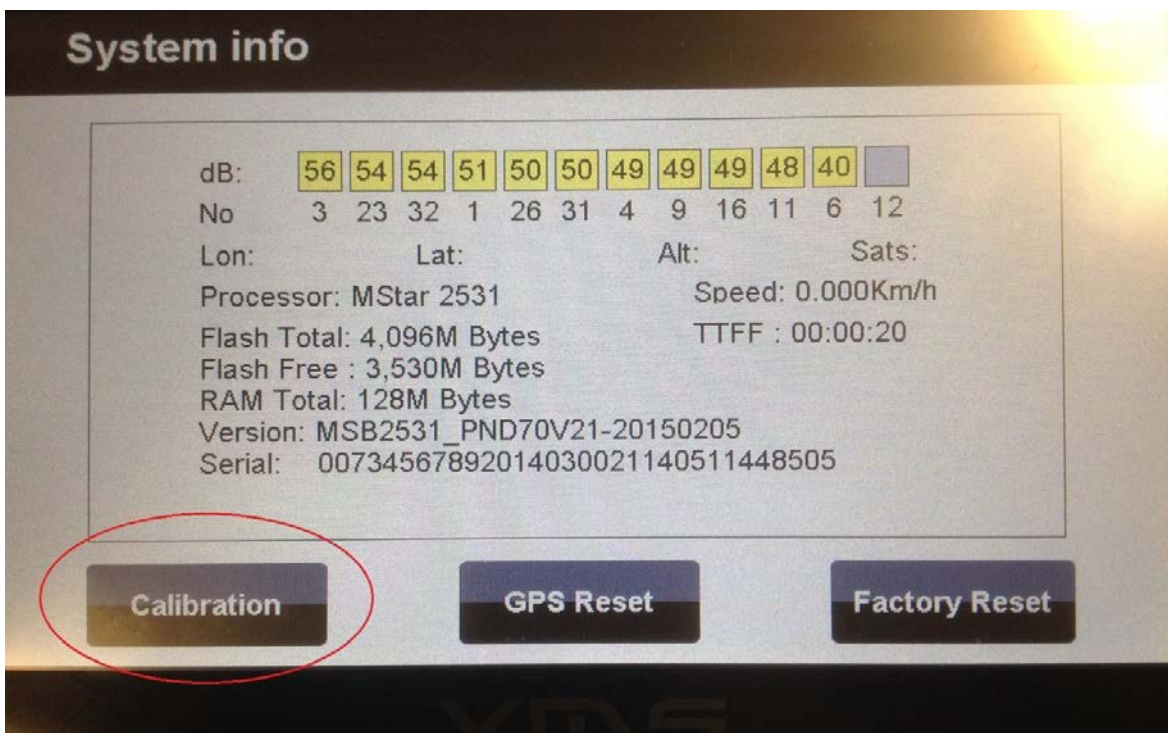 System info
dB: 56 54 54 51 50 50 49 49 49 48 40
No 3 23 32 1 26 31 4 9 16 11 6 12
Lon: Lat: Alt: Sats:
Processor: MStar 2531 Speed: 0.000Km/h
Flash Total: 4,096M Bytes TTFF : 00:00:20
Flash Free : 3,530M Bytes
RAM Total: 128M Bytes
Version: MSB2531_PND70V21-20150205
Serial: 00734567892014030021140511448505
Calibration GPS Reset Factory Reset